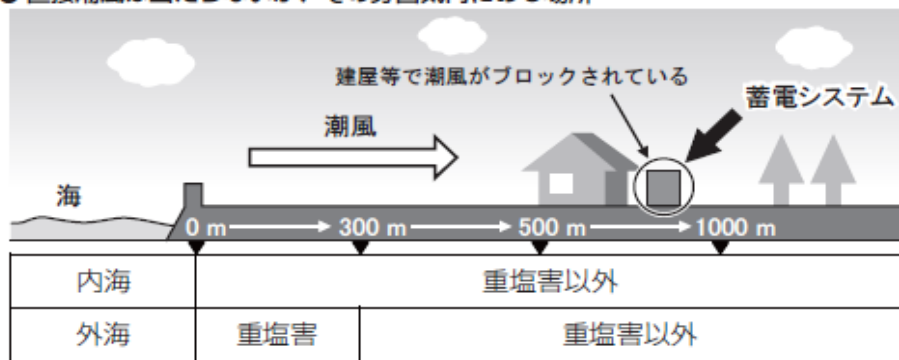 建屋等で潮風がブロックされている
蓄電システム
潮風
海
0 m
300 m
500 m
1000 m
内海
重塩害以外
外海
重塩害
重塩害以外